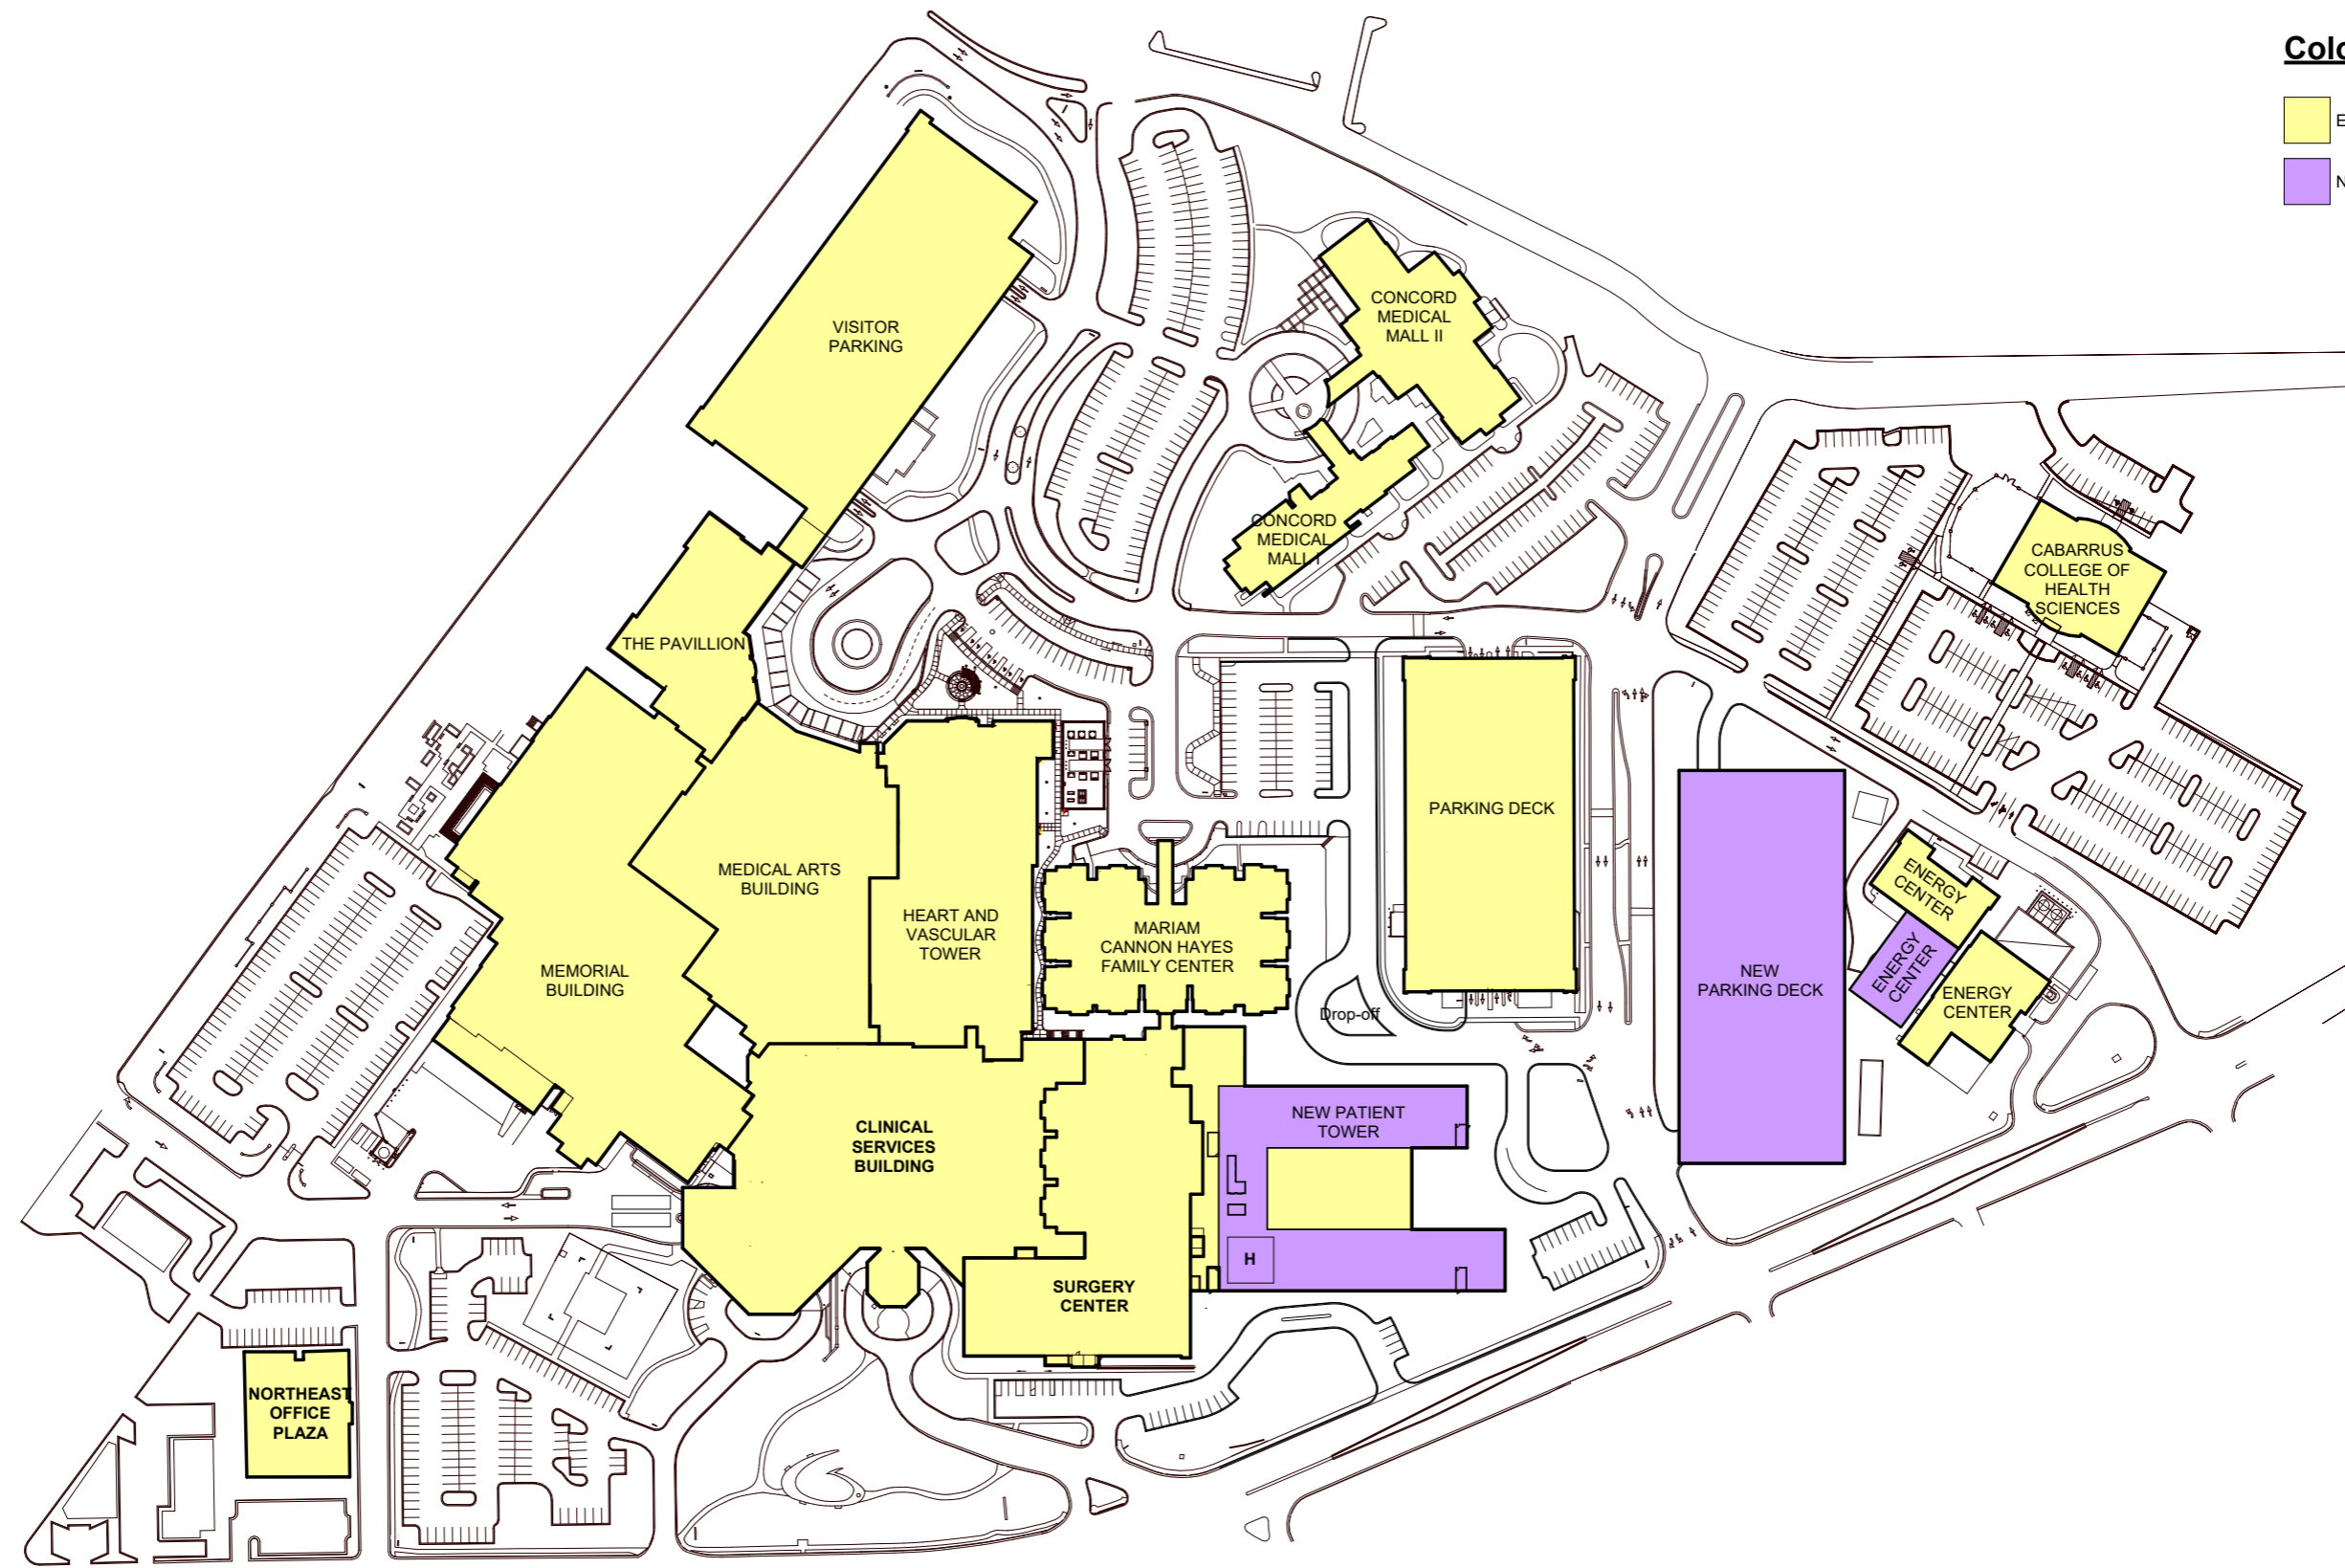 VISITOR
PARKING
CONCORD
MEDICAL
MALL II
CONCORD
MEDICAL
MALL I
CABARRUS
COLLEGE OF
HEALTH
SCIENCES
THE PAVILLION
MEDICAL ARTS
BUILDING
HEART AND
VASCULAR
TOWER
MARIAM
CANNON HAYES
FAMILY CENTER
PARKING DECK
NEW
PARKING DECK
ENERGY
CENTER
ENERGY
CENTER
ENERGY
CENTER
MEMORIAL
BUILDING
Drop-off
CLINICAL
SERVICES
BUILDING
NEW PATIENT
TOWER
H
SURGERY
CENTER
NORTHEAST
OFFICE
PLAZA